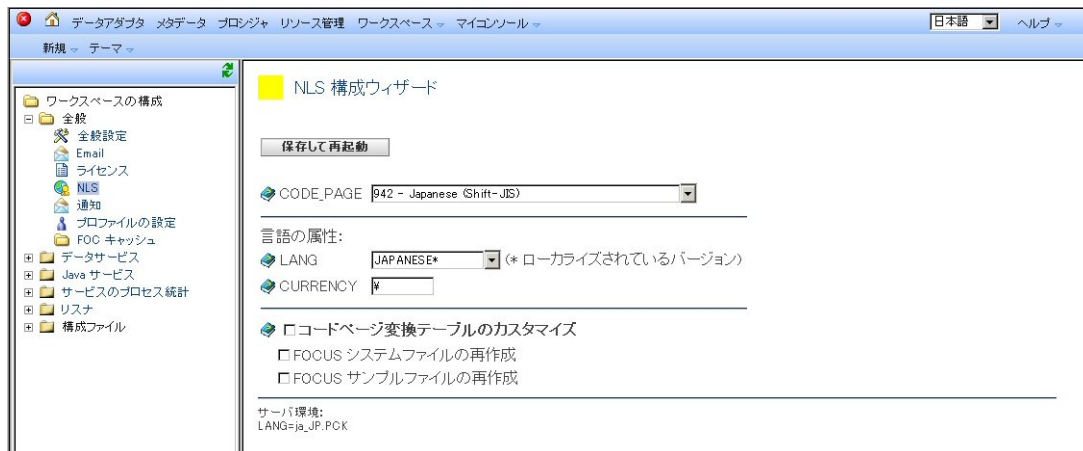 データアダプタ メタデータ プロシジャ リソース管理 ワークスペース マイコンソール 日本語 ヘルプ
新規 テーマ
ワークスペースの構成
全般
全般設定
Email
ライセンス
NLS
通知
プロファイルの設定
FOC キャッシュ
データサービス
Java サービス
サービスのプロセス統計
リスナ
構成ファイル
NLS 構成ウィザード
保存して再起動
CODE_PAGE 942 - Japanese (Shift-JIS)
言語の属性:
LANG JAPANESE* (* ローカライズされているバージョン)
CURRENCY ¥
コードページ変換テーブルのカスタマイズ
FOCUS システムファイルの再作成
FOCUS サンプルファイルの再作成
サーバ環境:
LANG=ja_JP.PCK